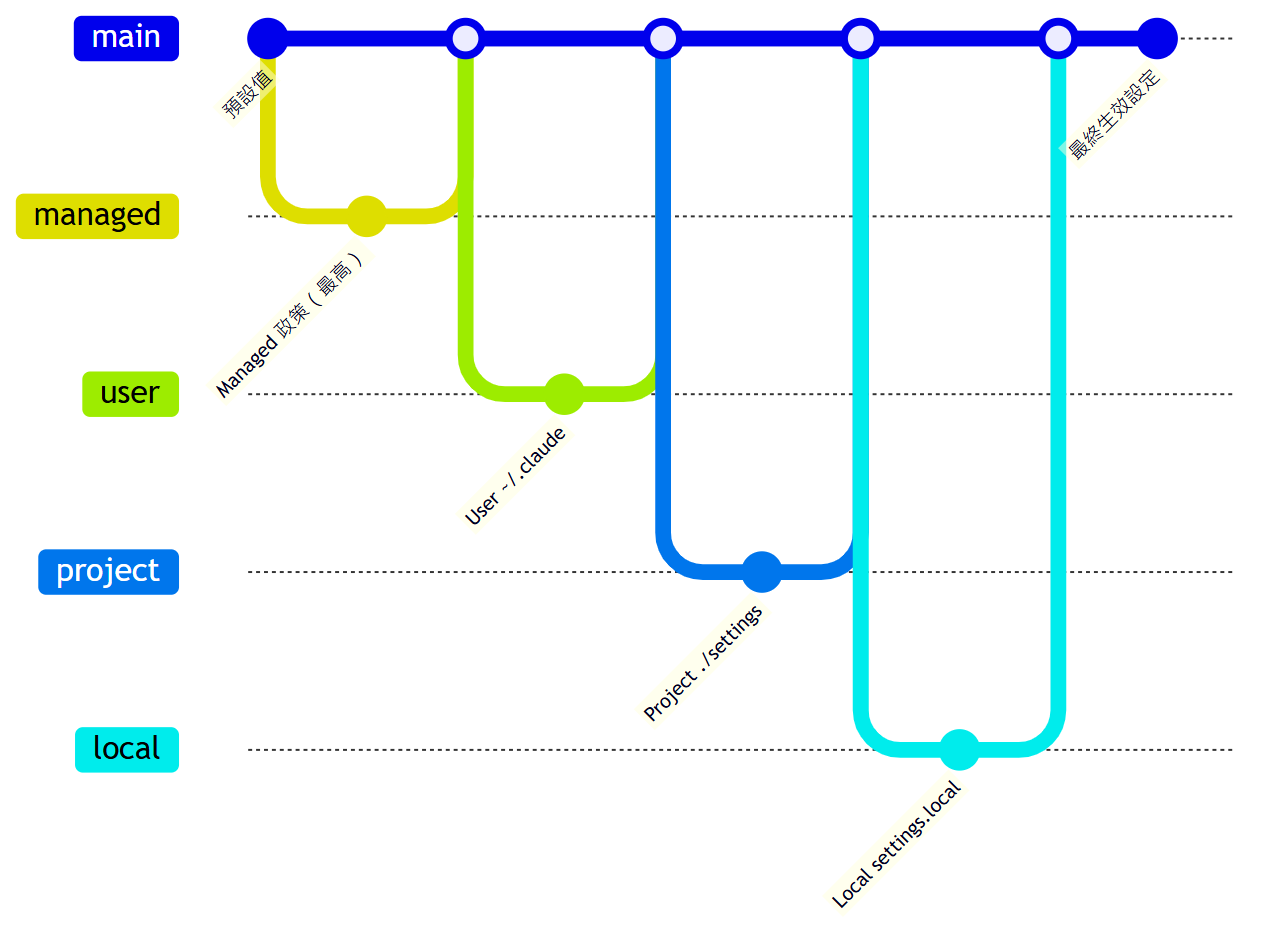 main
預設值
最終生效設定
managed
Managed 政策（最高）
user
User ~/.claude
project
Project ./settings
local
Local settings.local